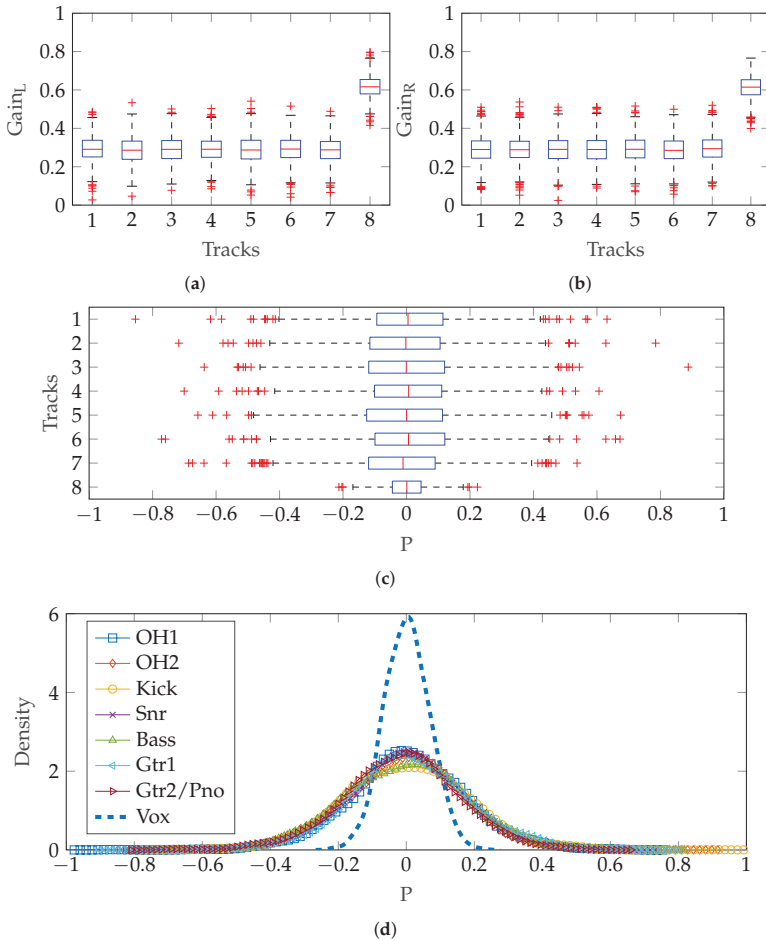 1
0.8
0.6
0.4
0.2
0
Gain_L
1 2 3 4 5 6 7 8
Tracks
(a)
1
0.8
0.6
0.4
0.2
0
Gain_R
1 2 3 4 5 6 7 8
Tracks
(b)
1
2
3
4
5
6
7
8
Tracks
−1 −0.8 −0.6 −0.4 −0.2 0 0.2 0.4 0.6 0.8 1
P
(c)
6
4
2
0
Density
OH1
OH2
Kick
Snr
Bass
Gtr1
Gtr2/Pno
Vox
−1 −0.8 −0.6 −0.4 −0.2 0 0.2 0.4 0.6 0.8 1
P
(d)